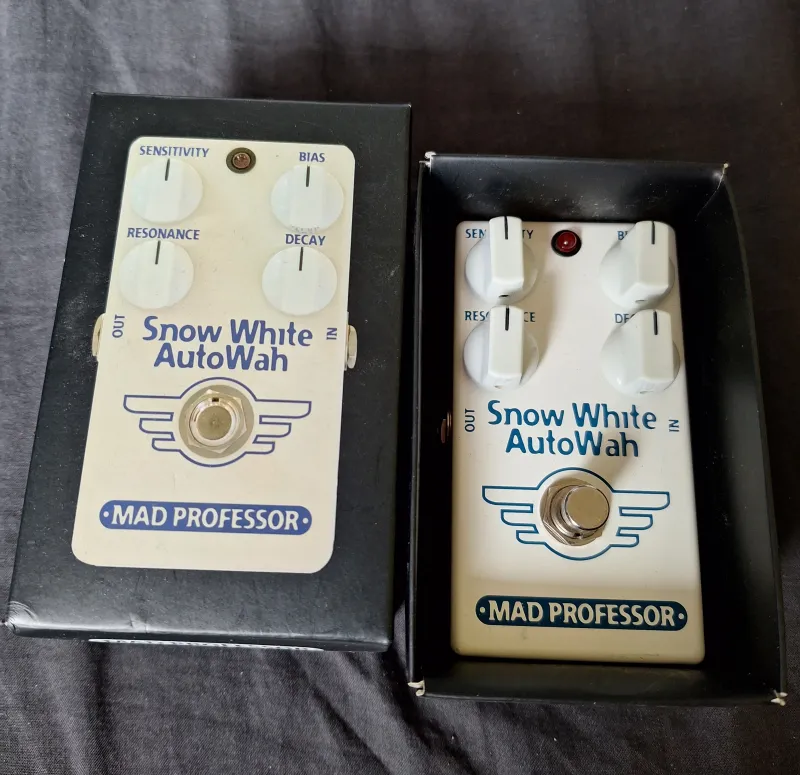 SENSITIVITY
BIAS
RESONANCE
DECAY
OUT
IN
Snow White
AutoWah
·MAD PROFESSOR·
OUT
IN
Snow White
AutoWah
·MAD PROFESSOR·